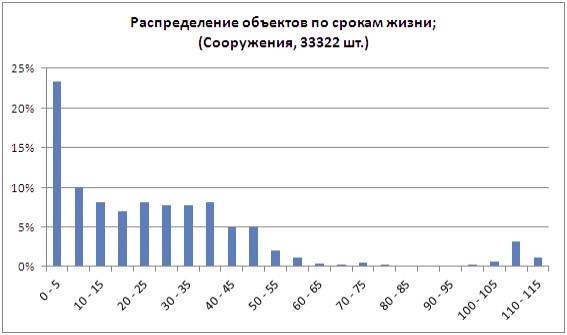 Распределение объектов по срокам жизни;
(Сооружения, 33322 шт.)
25%
20%
15%
10%
5%
0%
0 - 5
10 - 15
20 - 25
30 - 35
40 - 45
50 - 55
60 - 65
70 - 75
80 - 85
90 - 95
100 - 105
110 - 115